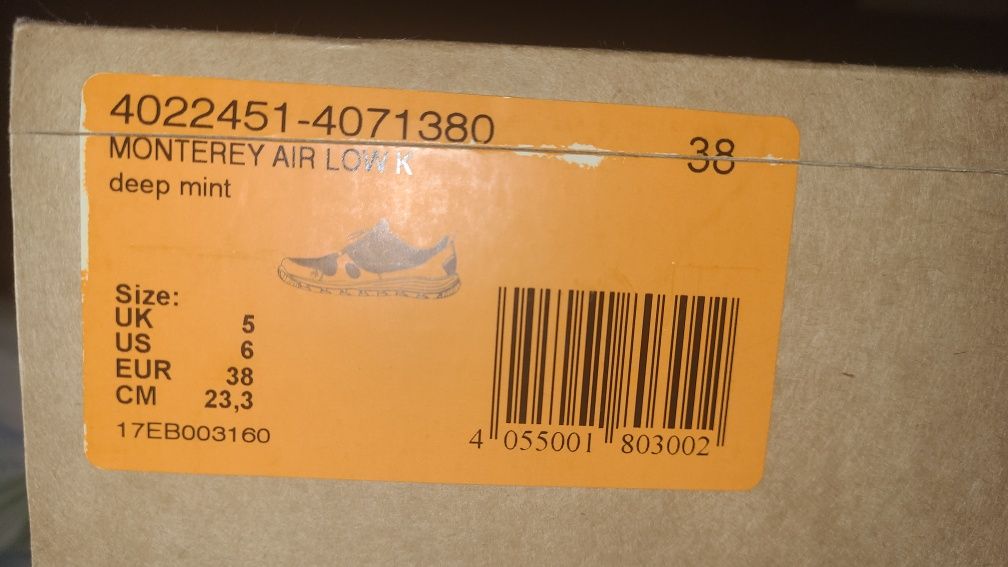 4022451-4071380
38
MONTEREY AIR LOW K
deep mint
Size:
UK 5
US 6
EUR 38
CM 23,3
17EB003160
4 055001 803002